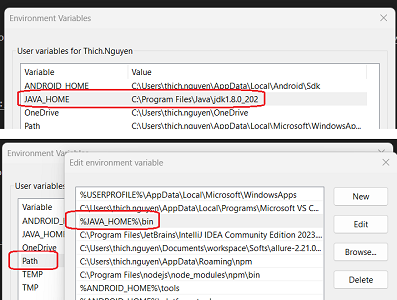 Environment Variables
User variables for Thich.Nguyen
Variable Value
ANDROID_HOME C:\Users\thich.nguyen\AppData\Local\Android\Sdk
JAVA_HOME C:\Program Files\Java\jdk1.8.0_202
OneDrive C:\Users\thich.nguyen\OneDrive
Path C:\Users\thich.nguyen\AppData\Local\Microsoft\WindowsAp...
Environment Variables
Edit environment variable
User variables
Variable
ANDROID_
JAVA_HOME
OneDrive
Path
TEMP
TMP
%USERPROFILE%\AppData\Local\Microsoft\WindowsApps
C:\Users\thich.nguyen\AppData\Local\Programs\Microsoft VS C...
%JAVA_HOME%\bin
C:\Program Files\JetBrains\IntelliJ IDEA Community Edition 2023....
C:\Users\thich.nguyen\Documents\workspace\Softs\allure-2.21.0...
C:\Users\thich.nguyen\AppData\Roaming\npm
C:\Program Files\nodejs\node_modules\npm\bin
%ANDROID_HOME%\tools
New
Edit
Browse...
Delete